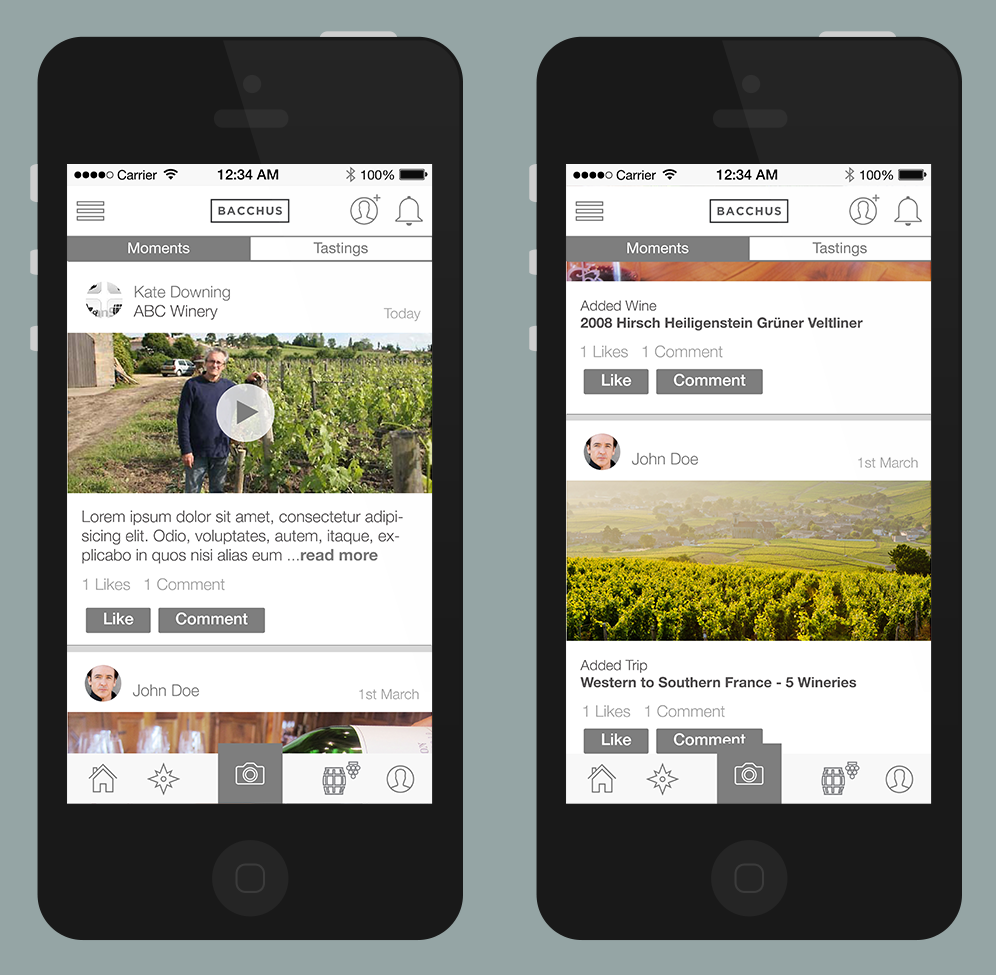 Carrier 12:34 AM 100%
BACCHUS
Moments Tastings
Kate Downing
ABC Winery
Today
Lorem ipsum dolor sit amet, consectetur adipi-
sicing elit. Odio, voluptates, autem, itaque, ex-
plicabo in quos nisi alias eum ...read more
1 Likes 1 Comment
Like Comment
John Doe
1st March
Carrier 12:34 AM 100%
BACCHUS
Moments Tastings
Added Wine
2008 Hirsch Heiligenstein Grüner Veltliner
1 Likes 1 Comment
Like Comment
John Doe
1st March
Added Trip
Western to Southern France - 5 Wineries
1 Likes 1 Comment
Like Comment